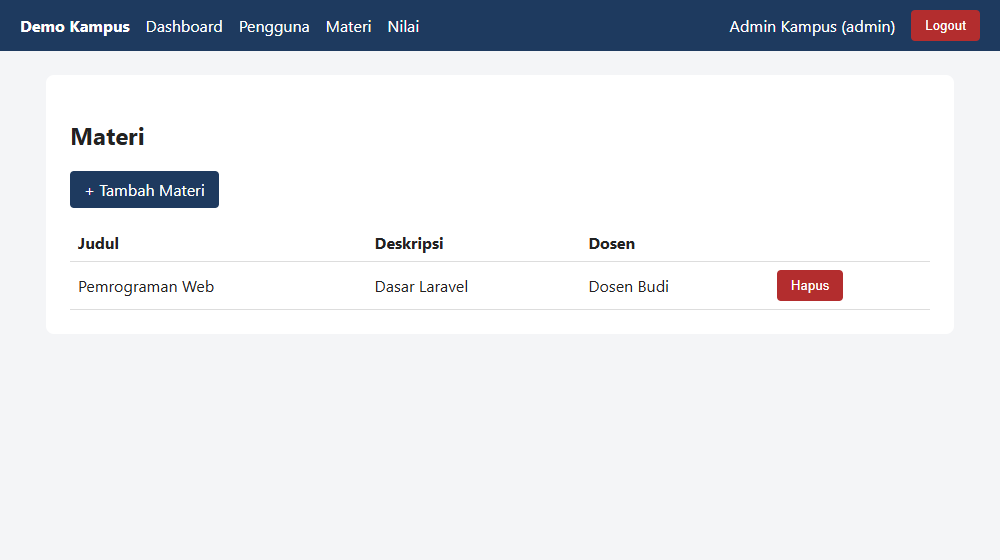 Demo Kampus Dashboard Pengguna Materi Nilai Admin Kampus (admin) Logout
Materi
+ Tambah Materi
Judul Deskripsi Dosen
Pemrograman Web Dasar Laravel Dosen Budi Hapus